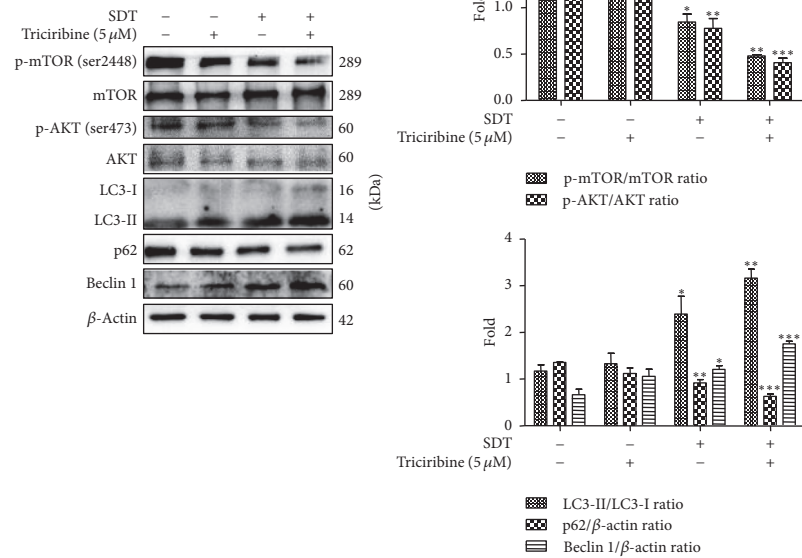 SDT − − + +
Triciribine (5 μM) − + − +
p-mTOR (ser2448) 289
mTOR 289
p-AKT (ser473) 60
AKT 60
LC3-I 16
LC3-II 14
(kDa)
p62 62
Beclin 1 60
β-Actin 42
Fold
1.0
0.5
0.0
* ** ** ***
SDT − − + +
Triciribine (5 μM) − + − +
p-mTOR/mTOR ratio
p-AKT/AKT ratio
4
3
2
1
0
Fold
* ** * ** *** ***
SDT − − + +
Triciribine (5 μM) − + − +
LC3-II/LC3-I ratio
p62/β-actin ratio
Beclin 1/β-actin ratio